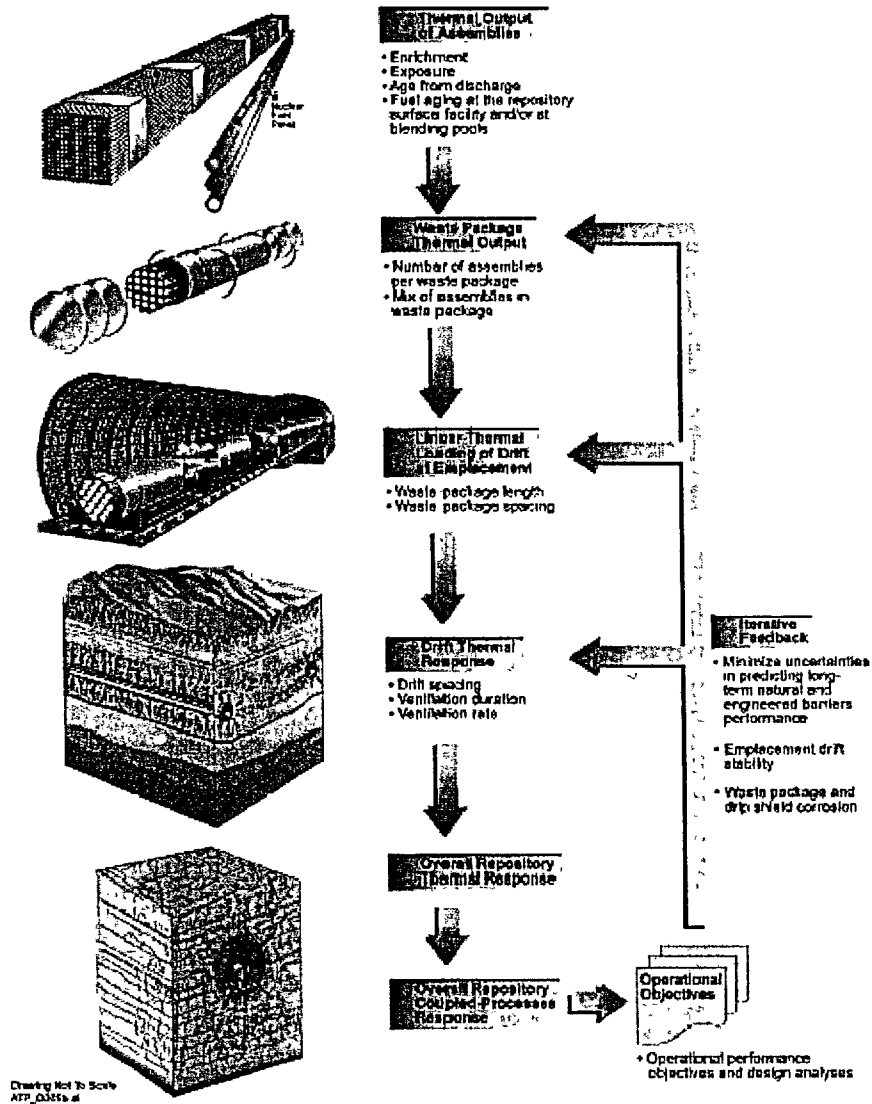 Thermal Output
of Assemblies
• Enrichment
• Exposure
• Age from discharge
• Fuel aging at the repository
surface facility and/or at
blending pools
Nuclear
Fuel
Waste Package
Thermal Output
• Number of assemblies
per waste package
• Mix of assemblies in
waste package
Linear Thermal
Loading of Drift
at Emplacement
• Waste package length
• Waste package spacing
Drift Thermal
Response
• Drift spacing
• Ventilation duration
• Ventilation rate
Iterative
Feedback
• Minimize uncertainties
in predicting long-
term natural and
engineered barriers
performance
• Emplacement drift
stability
• Waste package and
drip shield corrosion
Overall Repository
Thermal Response
Overall Repository
Coupled-Processes
Response
Operational
Objectives
• Operational performance
objectives and design analyses
Drawing Not To Scale